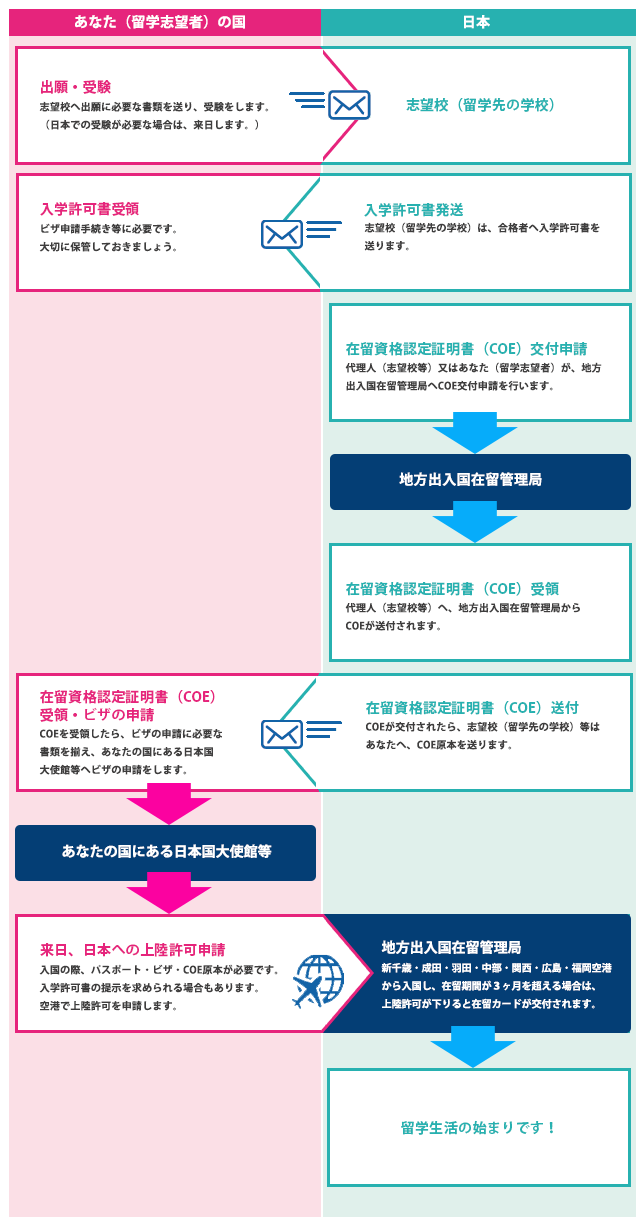 あなた（留学志望者）の国
日本
出願・受験
志望校へ出願に必要な書類を送り、受験をします。
（日本での受験が必要な場合は、来日します。）
志望校（留学先の学校）
入学許可書受領
ビザ申請手続き等に必要です。
大切に保管しておきましょう。
入学許可書発送
志望校（留学先の学校）は、合格者へ入学許可書を
送ります。
在留資格認定証明書（COE）交付申請
代理人（志望校等）又はあなた（留学志望者）が、地方
出入国在留管理局へCOE交付申請を行います。
地方出入国在留管理局
在留資格認定証明書（COE）受領
代理人（志望校等）へ、地方出入国在留管理局から
COEが送付されます。
在留資格認定証明書（COE）
受領・ビザの申請
COEを受領したら、ビザの申請に必要な
書類を揃え、あなたの国にある日本国
大使館等へビザの申請をします。
在留資格認定証明書（COE）送付
COEが交付されたら、志望校（留学先の学校）等は
あなたへ、COE原本を送ります。
あなたの国にある日本国大使館等
来日、日本への上陸許可申請
入国の際、パスポート・ビザ・COE原本が必要です。
入学許可書の提示を求められる場合もあります。
空港で上陸許可を申請します。
地方出入国在留管理局
新千歳・成田・羽田・中部・関西・広島・福岡空港
から入国し、在留期間が３ヶ月を超える場合は、
上陸許可が下りると在留カードが交付されます。
留学生活の始まりです！